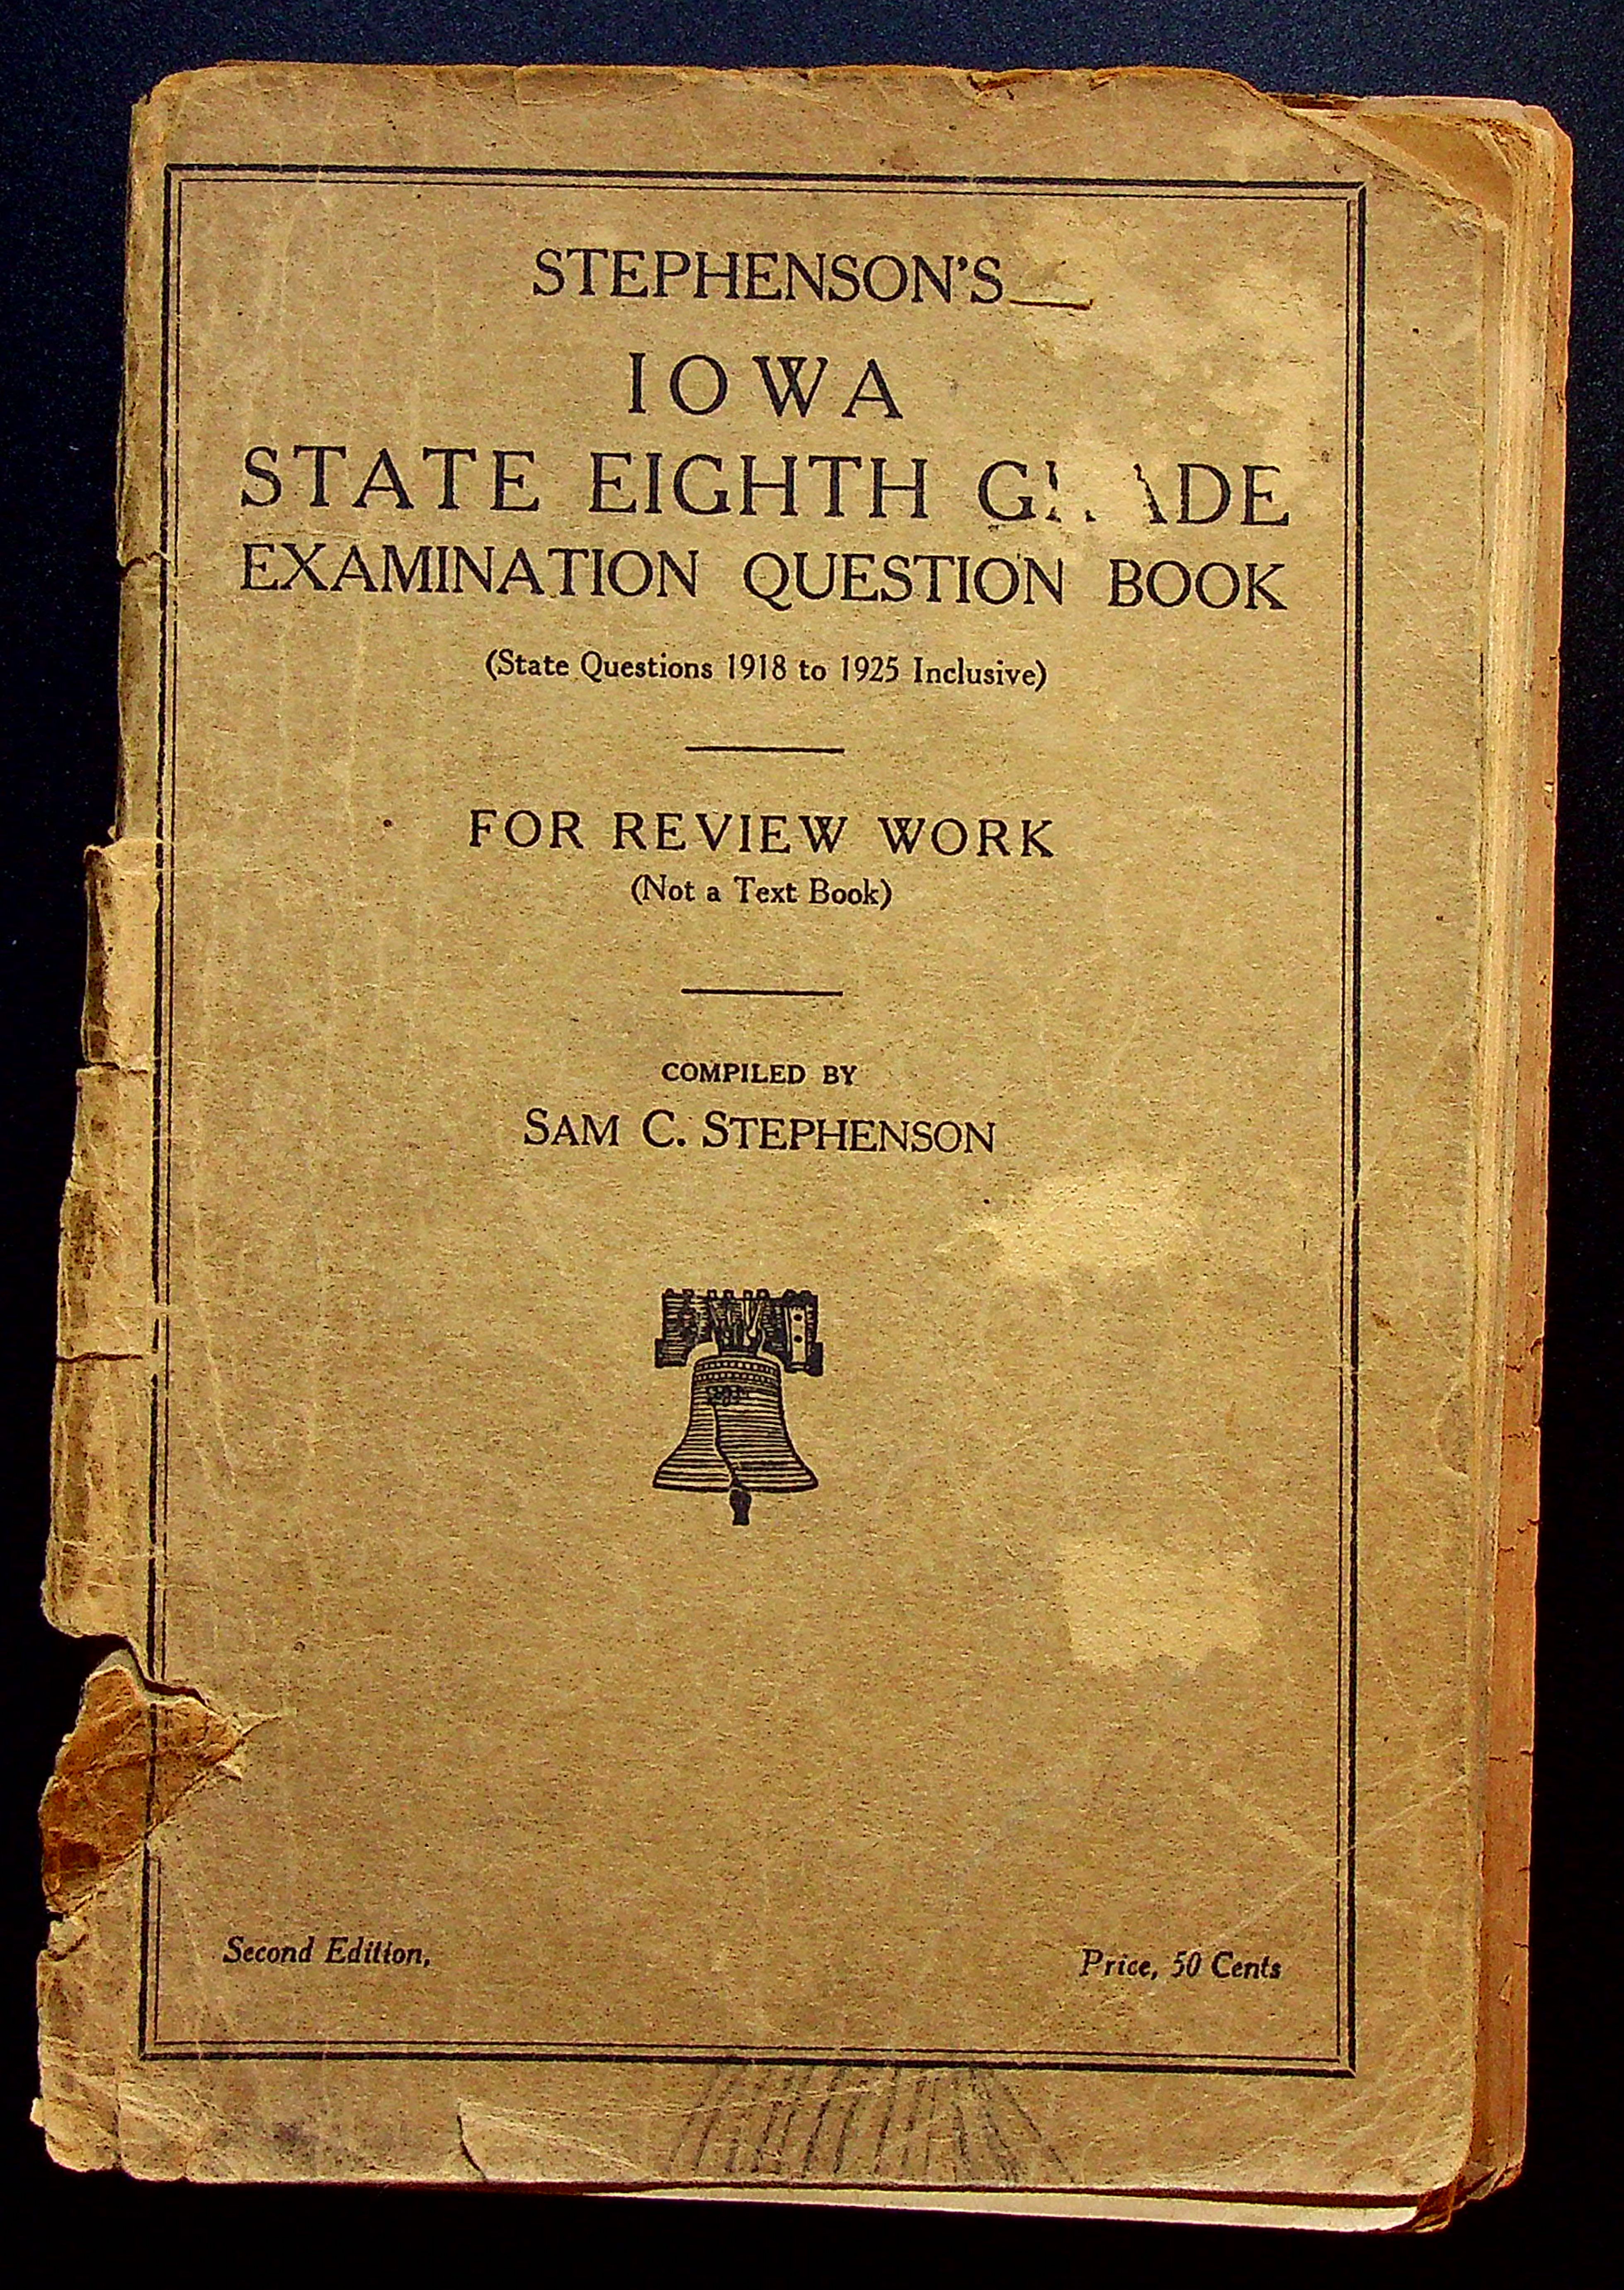 STEPHENSON'S
IOWA
STATE EIGHTH GRADE
EXAMINATION QUESTION BOOK
(State Questions 1918 to 1925 Inclusive)
FOR REVIEW WORK
(Not a Text Book)
COMPILED BY
SAM C. STEPHENSON
Second Edition,
Price, 50 Cents